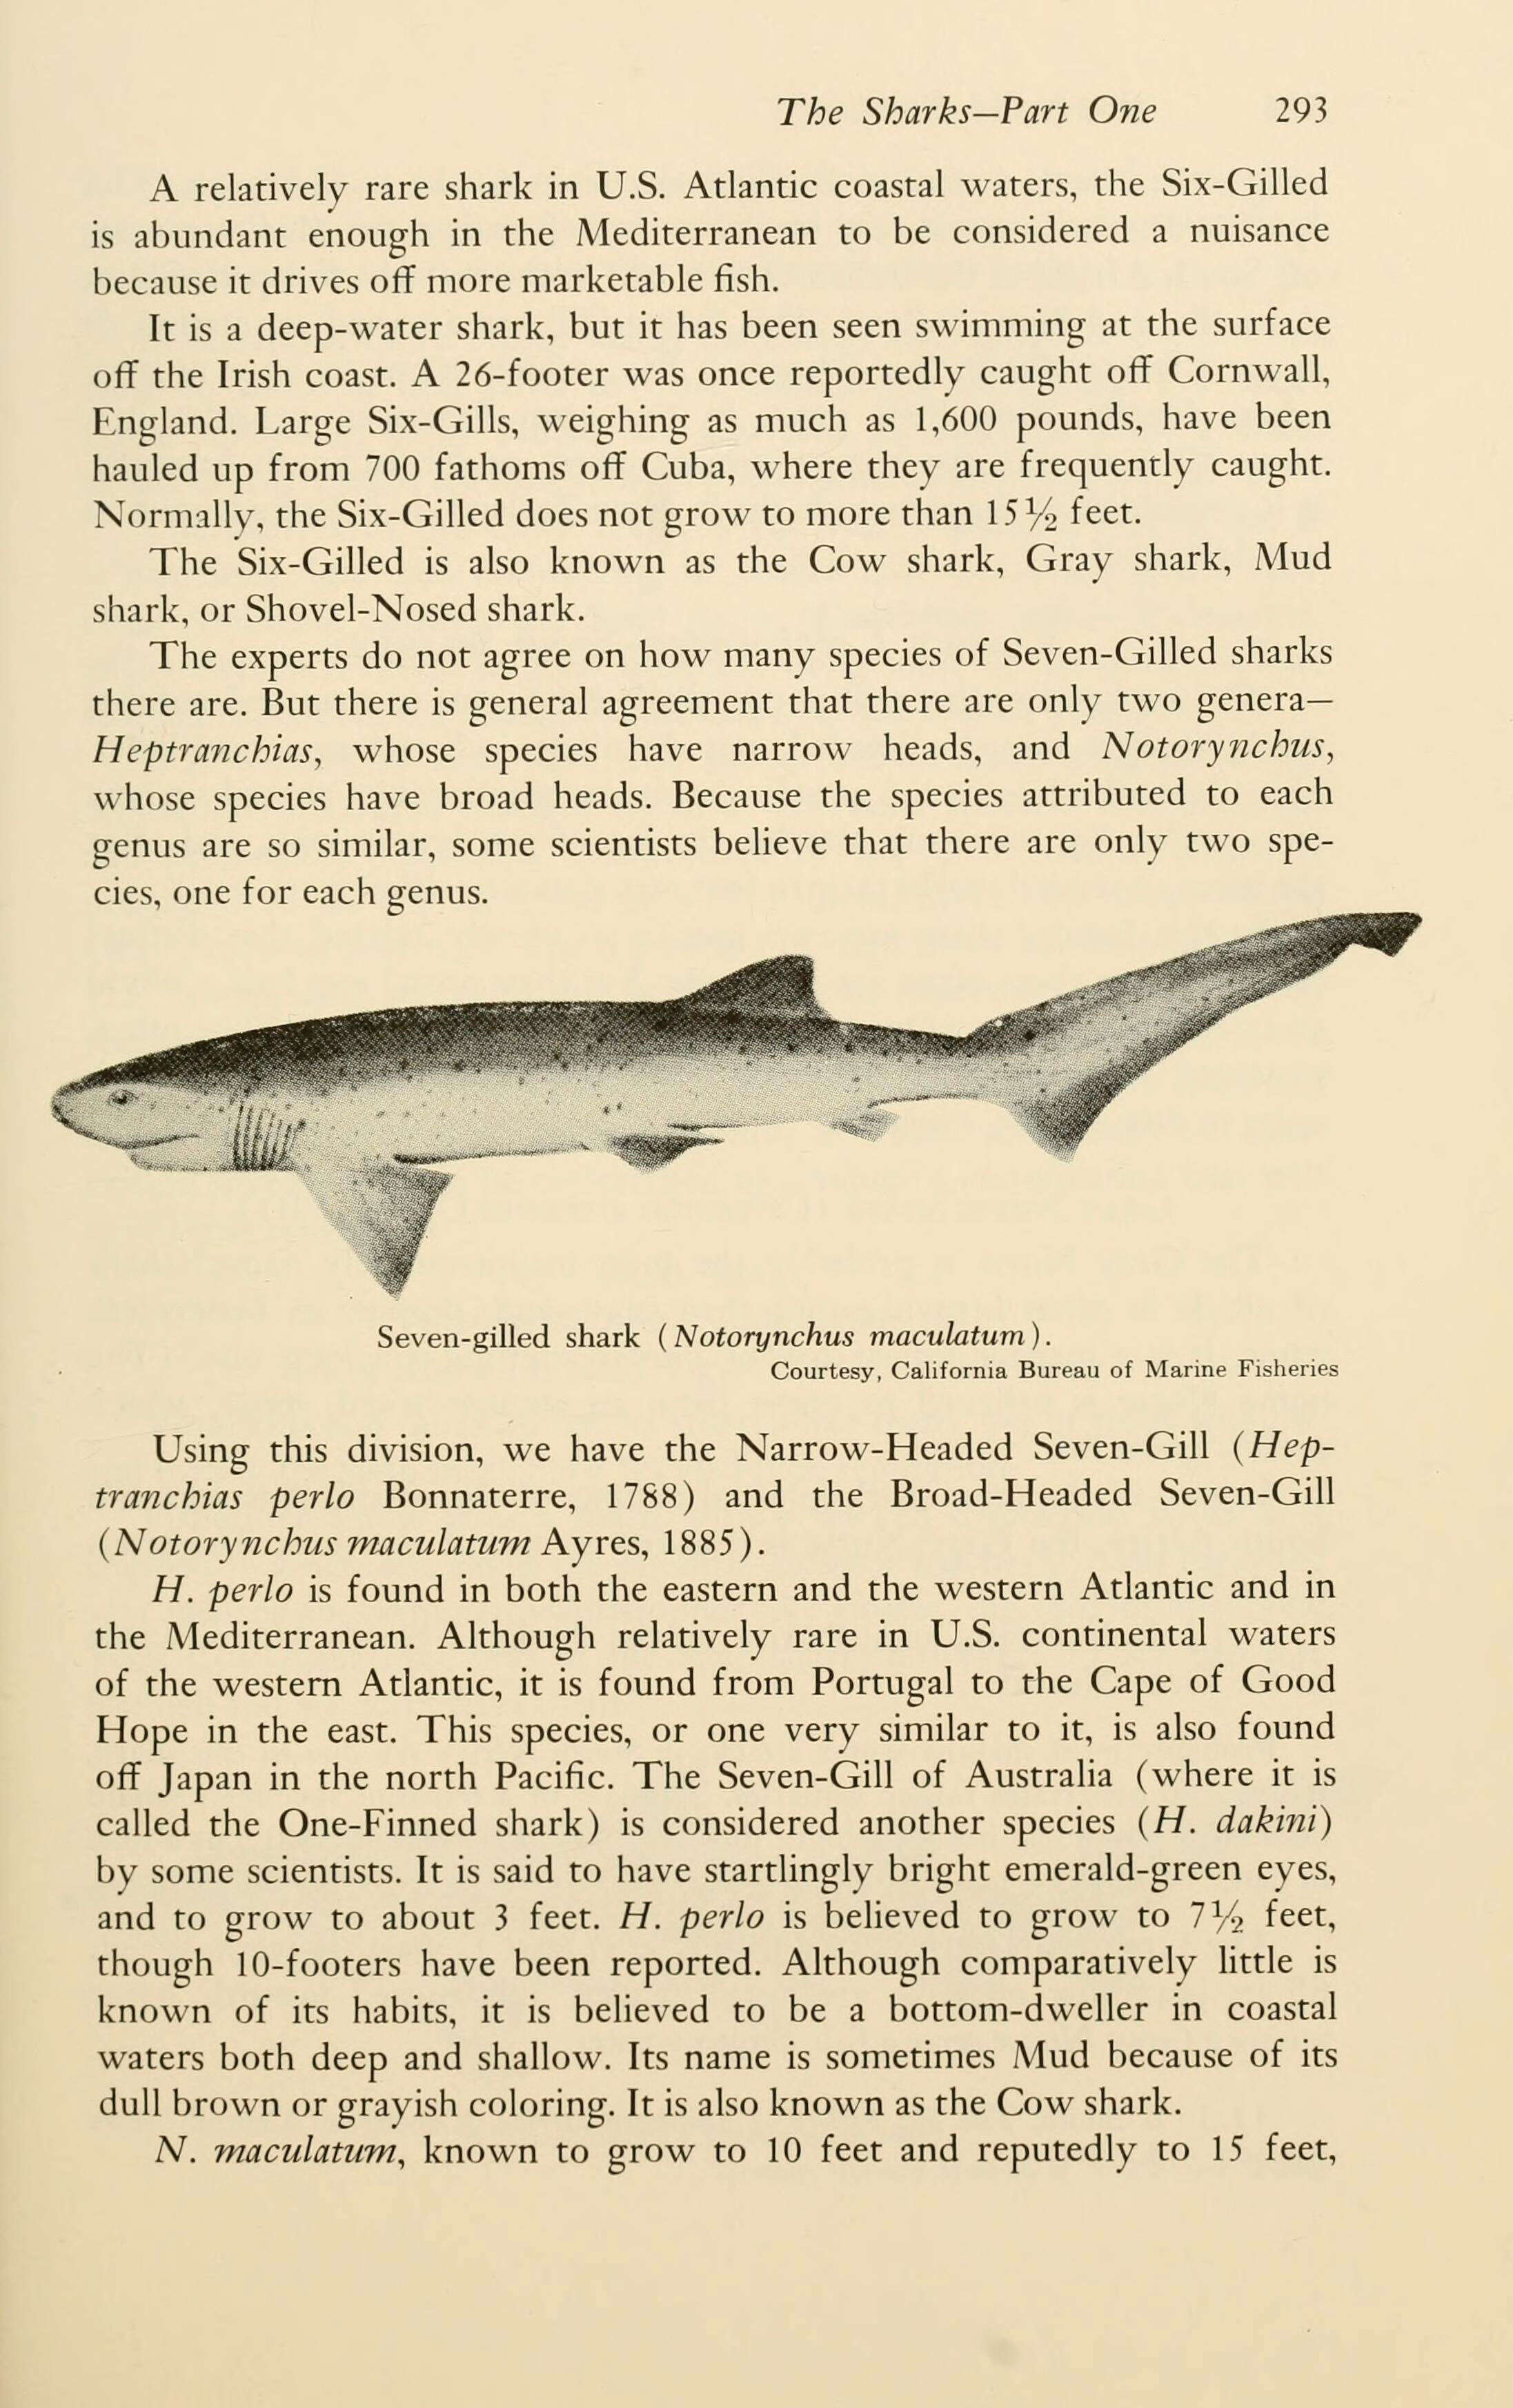 The Sharks—Part One 293
A relatively rare shark in U.S. Atlantic coastal waters, the Six-Gilled
is abundant enough in the Mediterranean to be considered a nuisance
because it drives off more marketable fish.
It is a deep-water shark, but it has been seen swimming at the surface
off the Irish coast. A 26-footer was once reportedly caught off Cornwall,
England. Large Six-Gills, weighing as much as 1,600 pounds, have been
hauled up from 700 fathoms off Cuba, where they are frequently caught.
Normally, the Six-Gilled does not grow to more than 15½ feet.
The Six-Gilled is also known as the Cow shark, Gray shark, Mud
shark, or Shovel-Nosed shark.
The experts do not agree on how many species of Seven-Gilled sharks
there are. But there is general agreement that there are only two genera—
Heptranchias, whose species have narrow heads, and Notorynchus,
whose species have broad heads. Because the species attributed to each
genus are so similar, some scientists believe that there are only two spe-
cies, one for each genus.
Seven-gilled shark (Notorynchus maculatum).
Courtesy, California Bureau of Marine Fisheries
Using this division, we have the Narrow-Headed Seven-Gill (Hep-
tranchias perlo Bonnaterre, 1788) and the Broad-Headed Seven-Gill
(Notorynchus maculatum Ayres, 1885).
H. perlo is found in both the eastern and the western Atlantic and in
the Mediterranean. Although relatively rare in U.S. continental waters
of the western Atlantic, it is found from Portugal to the Cape of Good
Hope in the east. This species, or one very similar to it, is also found
off Japan in the north Pacific. The Seven-Gill of Australia (where it is
called the One-Finned shark) is considered another species (H. dakini)
by some scientists. It is said to have startlingly bright emerald-green eyes,
and to grow to about 3 feet. H. perlo is believed to grow to 7½ feet,
though 10-footers have been reported. Although comparatively little is
known of its habits, it is believed to be a bottom-dweller in coastal
waters both deep and shallow. Its name is sometimes Mud because of its
dull brown or grayish coloring. It is also known as the Cow shark.
N. maculatum, known to grow to 10 feet and reputedly to 15 feet,